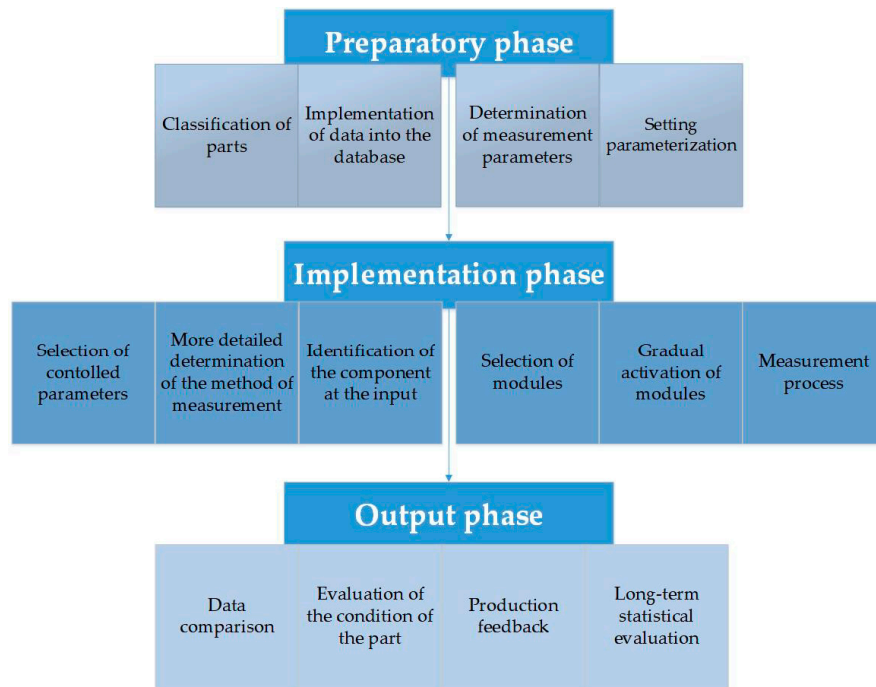 Preparatory phase
Classification of
parts
Implementation
of data into the
database
Determination
of measurement
parameters
Setting
parameterization
Implementation phase
Selection of
contolled
parameters
More detailed
determination
of the method of
measurement
Identification of
the component
at the input
Selection of
modules
Gradual
activation of
modules
Measurement
process
Output phase
Data
comparison
Evaluation of
the condition of
the part
Production
feedback
Long-term
statistical
evaluation